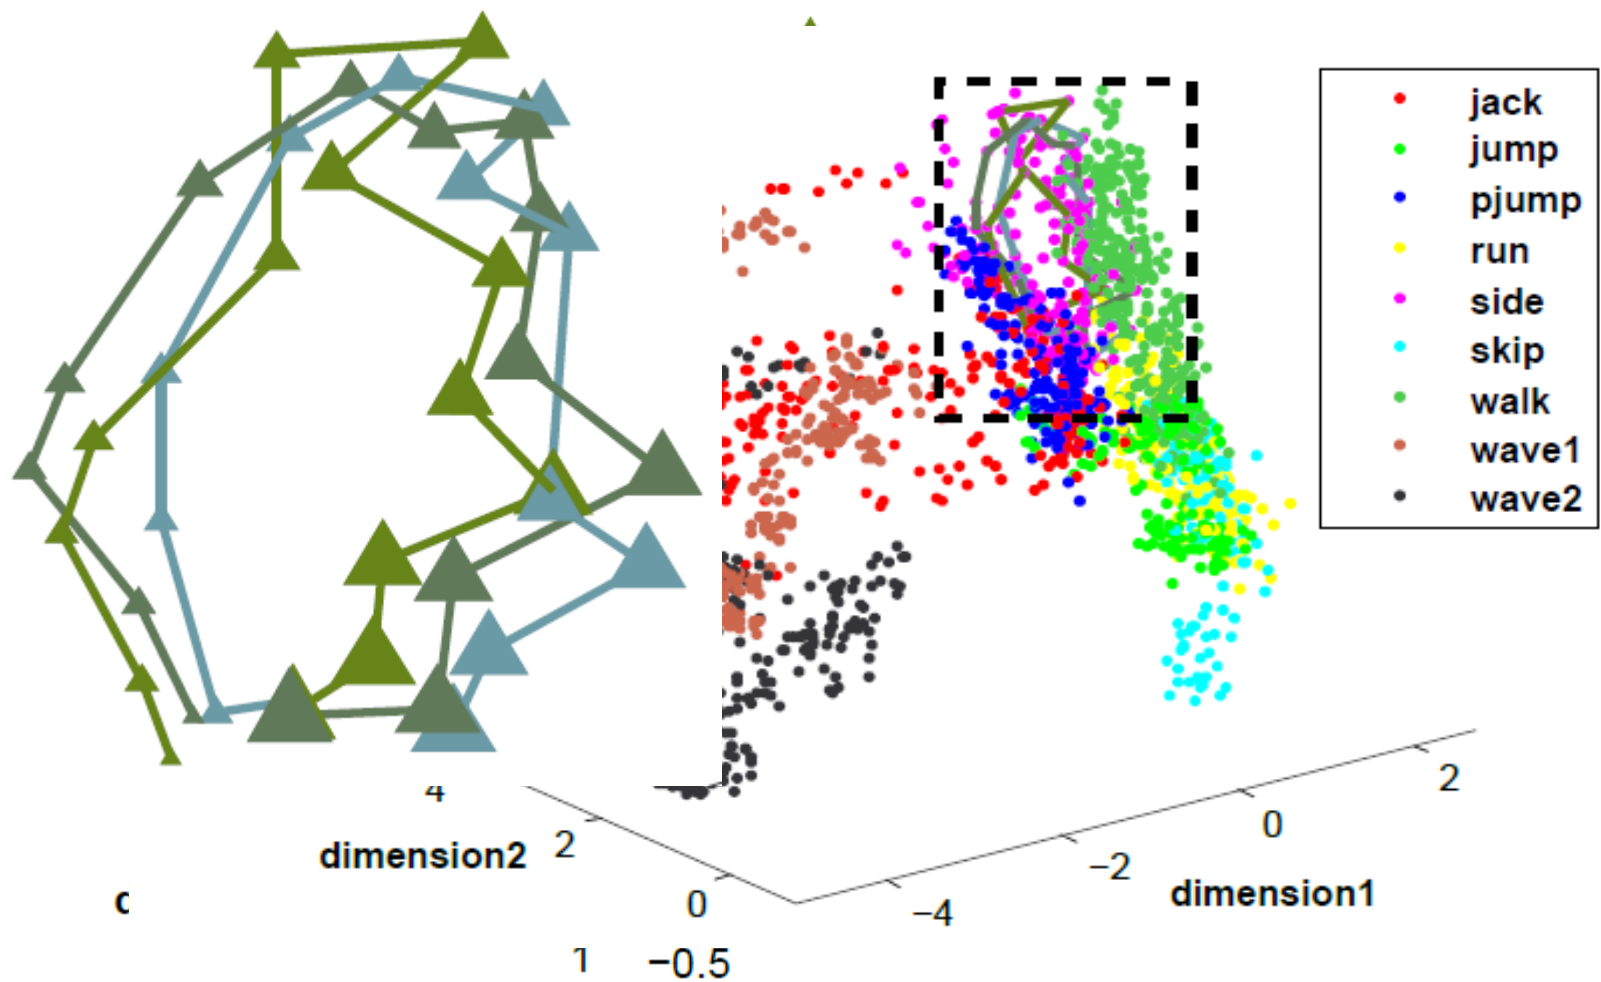 jack
jump
pjump
run
side
skip
walk
wave1
wave2
4
2
0
dimension2
2
0
−2
−4
dimension1
1
−0.5